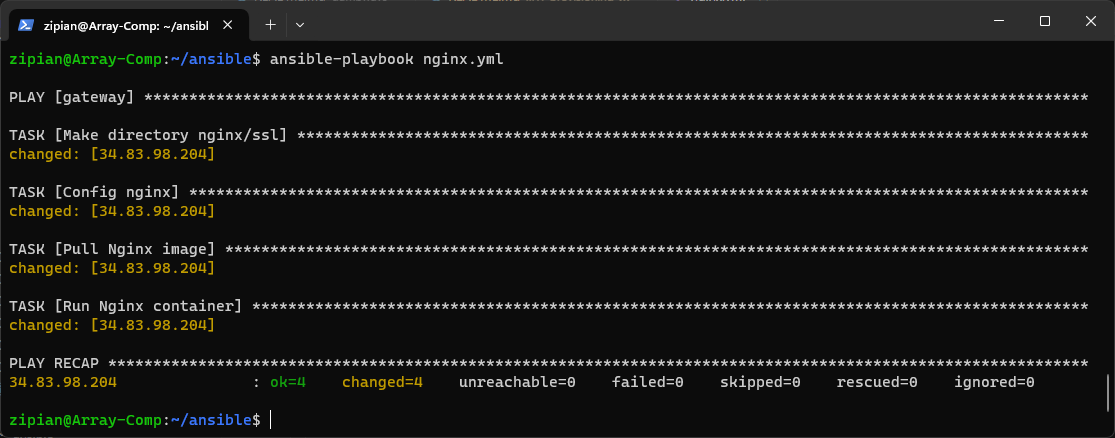 zipian@Array-Comp: ~/ansibl
zipian@Array-Comp:~/ansible$ ansible-playbook nginx.yml
PLAY [gateway] *********************************************************************************************************
TASK [Make directory nginx/ssl] ****************************************************************************************
changed: [34.83.98.204]
TASK [Config nginx] ****************************************************************************************************
changed: [34.83.98.204]
TASK [Pull Nginx image] ************************************************************************************************
changed: [34.83.98.204]
TASK [Run Nginx container] *********************************************************************************************
changed: [34.83.98.204]
PLAY RECAP *************************************************************************************************************
34.83.98.204               : ok=4    changed=4    unreachable=0    failed=0    skipped=0    rescued=0    ignored=0
zipian@Array-Comp:~/ansible$